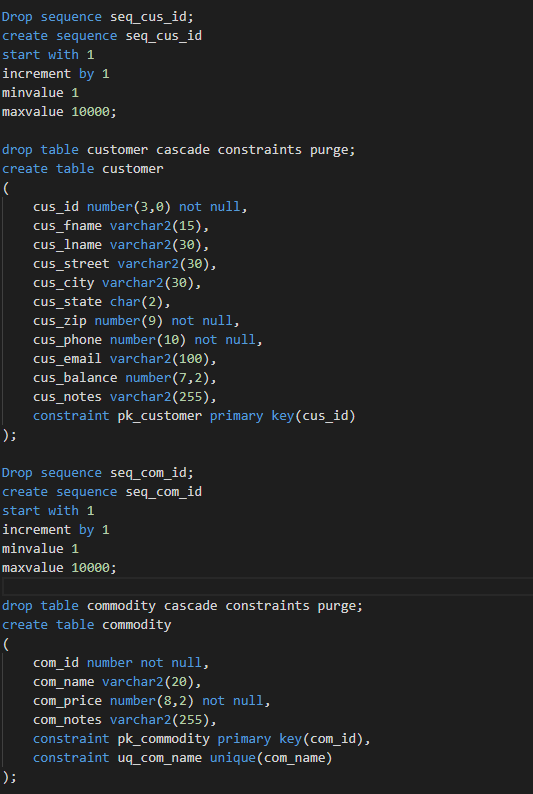 Drop sequence seq_cus_id;
create sequence seq_cus_id
start with 1
increment by 1
minvalue 1
maxvalue 10000;

drop table customer cascade constraints purge;
create table customer
(
    cus_id number(3,0) not null,
    cus_fname varchar2(15),
    cus_lname varchar2(30),
    cus_street varchar2(30),
    cus_city varchar2(30),
    cus_state char(2),
    cus_zip number(9) not null,
    cus_phone number(10) not null,
    cus_email varchar2(100),
    cus_balance number(7,2),
    cus_notes varchar2(255),
    constraint pk_customer primary key(cus_id)
);

Drop sequence seq_com_id;
create sequence seq_com_id
start with 1
increment by 1
minvalue 1
maxvalue 10000;

drop table commodity cascade constraints purge;
create table commodity
(
    com_id number not null,
    com_name varchar2(20),
    com_price number(8,2) not null,
    com_notes varchar2(255),
    constraint pk_commodity primary key(com_id),
    constraint uq_com_name unique(com_name)
);